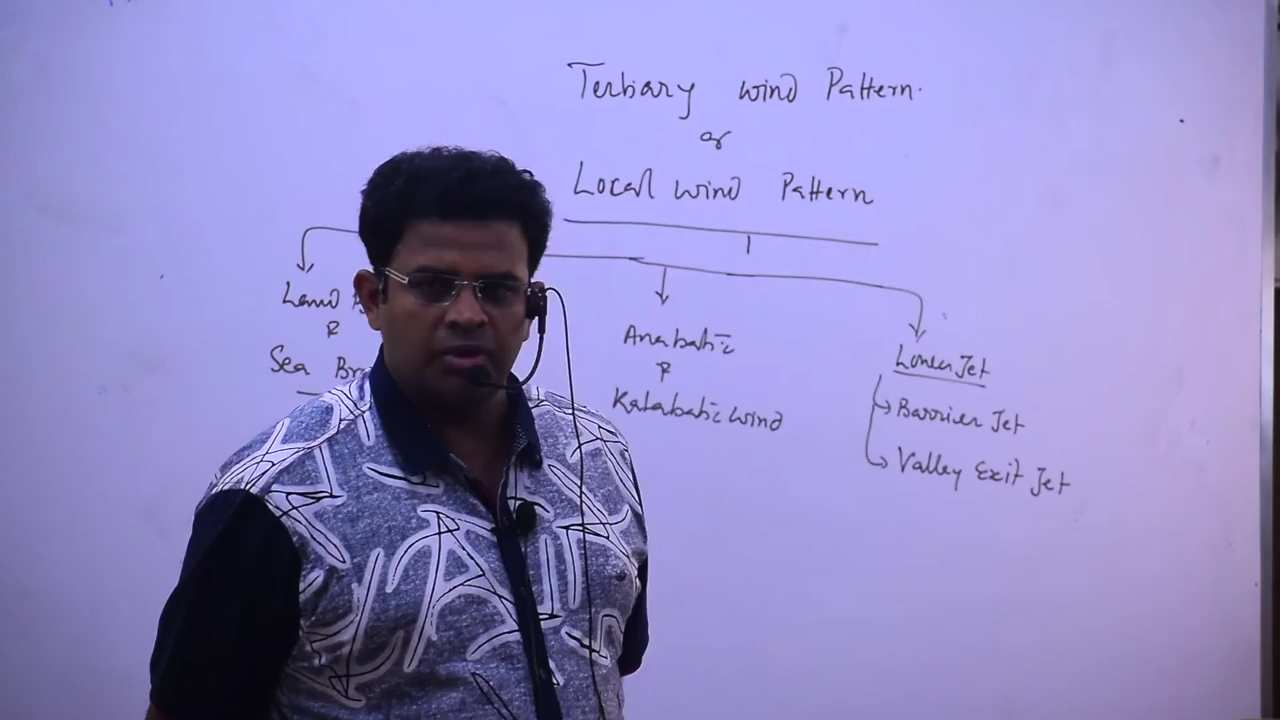 Tertiary wind Pattern.
or
Local wind Pattern
Land
&
Sea
Anabatic
&
Katabatic wind
Lower Jet
Barrier Jet
Valley Exit Jet